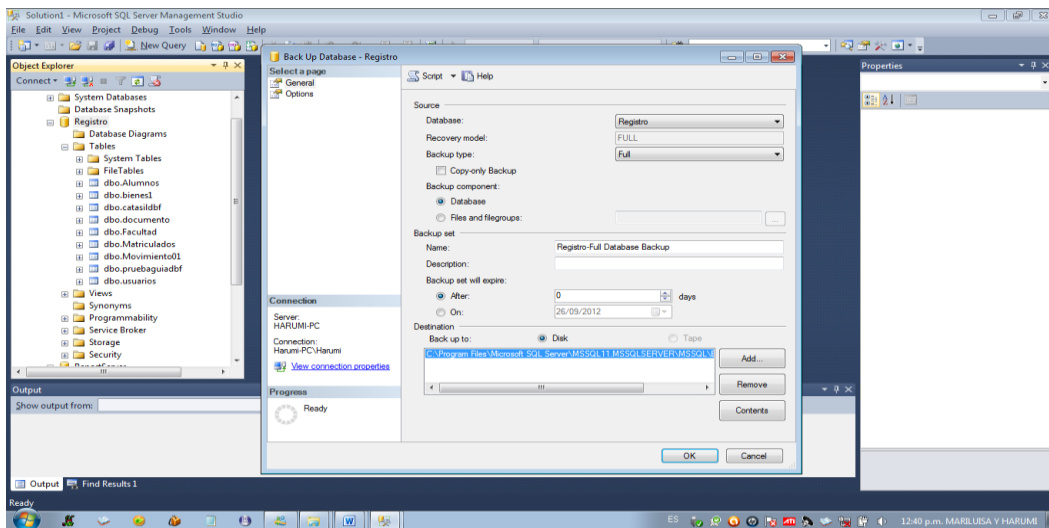 Solution1 - Microsoft SQL Server Management Studio
File Edit View Project Debug Tools Window Help
New Query
Object Explorer
Connect
System Databases
Database Snapshots
Registro
Database Diagrams
Tables
System Tables
FileTables
dbo.Alumnos
dbo.bienes1
dbo.catasildbf
dbo.documento
dbo.Facultad
dbo.Matriculados
dbo.Movimiento01
dbo.pruebaguiadbf
dbo.usuarios
Views
Synonyms
Programmability
Service Broker
Storage
Security
ReportServer
Back Up Database - Registro
Select a page
General
Options
Connection
Server:
HARUMI-PC
Connection:
Harumi-PC\Harumi
View connection properties
Progress
Ready
Script Help
Source
Database: Registro
Recovery model: FULL
Backup type: Full
Copy-only Backup
Backup component:
Database
Files and filegroups: ...
Backup set
Name: Registro-Full Database Backup
Description:
Backup set will expire:
After: 0 days
On: 26/09/2012
Destination
Back up to: Disk Tape
C:\Program Files\Microsoft SQL Server\MSSQL11.MSSQLSERVER\MSSQL\
Add...
Remove
Contents
OK Cancel
Properties
Output
Show output from:
Output Find Results 1
Ready
ES 12:40 p.m. MARILUISA Y HARUMI